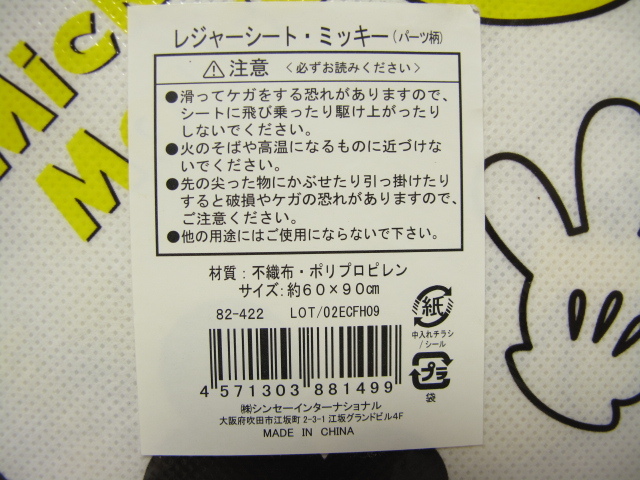 Mic
M
レジャーシート・ミッキー(パーツ柄)
⚠注意 〈必ずお読みください〉
●滑ってケガをする恐れがありますので、
シートに飛び乗ったり駆け上がったり
しないでください。
●火のそばや高温になるものに近づけな
いでください。
●先の尖った物にかぶせたり引っ掛けたり
すると破損やケガの恐れがありますので、
ご注意ください。
●他の用途にはご使用にならないで下さい。
材質：不織布・ポリプロピレン
サイズ：約60×90cm
82-422 LOT/02ECFH09
紙
中入れチラシ
/シール
プラ
袋
4 571303 881499
㈱シンセーインターナショナル
大阪府吹田市江坂町2-3-1江坂グランドビル4F
MADE IN CHINA